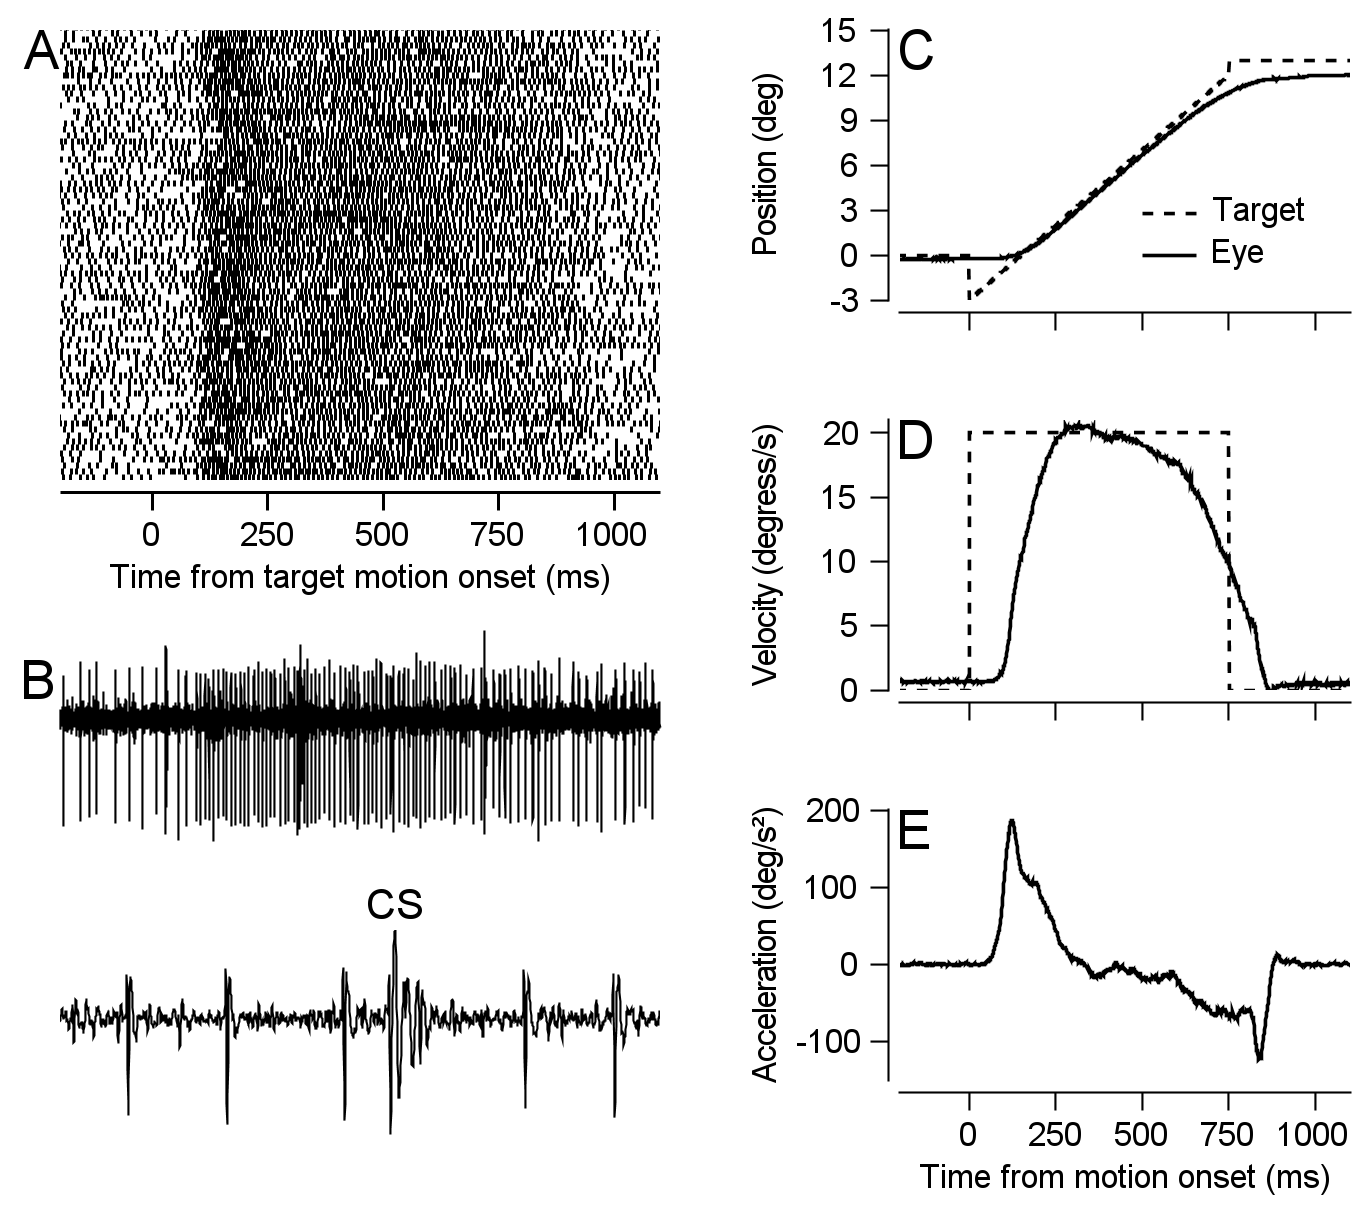 A
0 250 500 750 1000
Time from target motion onset (ms)
B
CS
C
15
12
9
6
3
0
-3
Position (deg)
Target
Eye
D
20
15
10
5
0
Velocity (degress/s)
E
200
100
0
-100
Acceleration (deg/s²)
0 250 500 750 1000
Time from motion onset (ms)